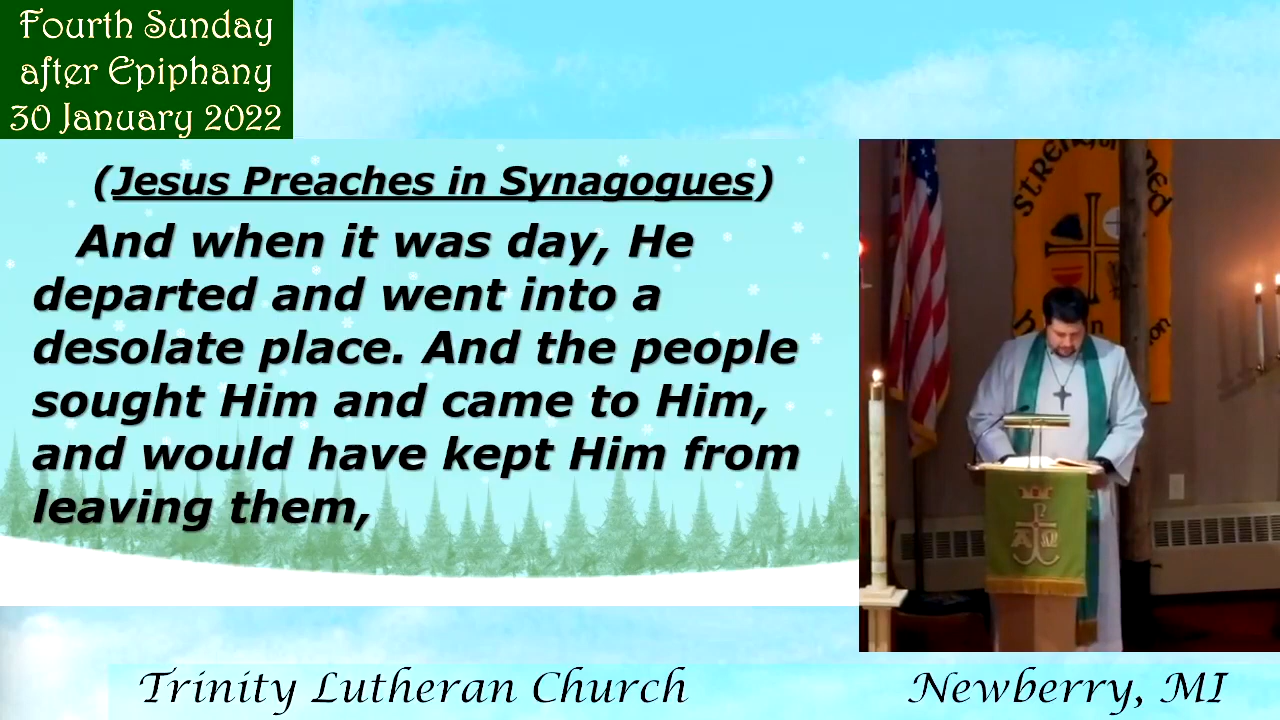 Fourth Sunday
after Epiphany
30 January 2022
(Jesus Preaches in Synagogues)
And when it was day, He
departed and went into a
desolate place. And the people
sought Him and came to Him,
and would have kept Him from
leaving them,
Trinity Lutheran Church
Newberry, MI